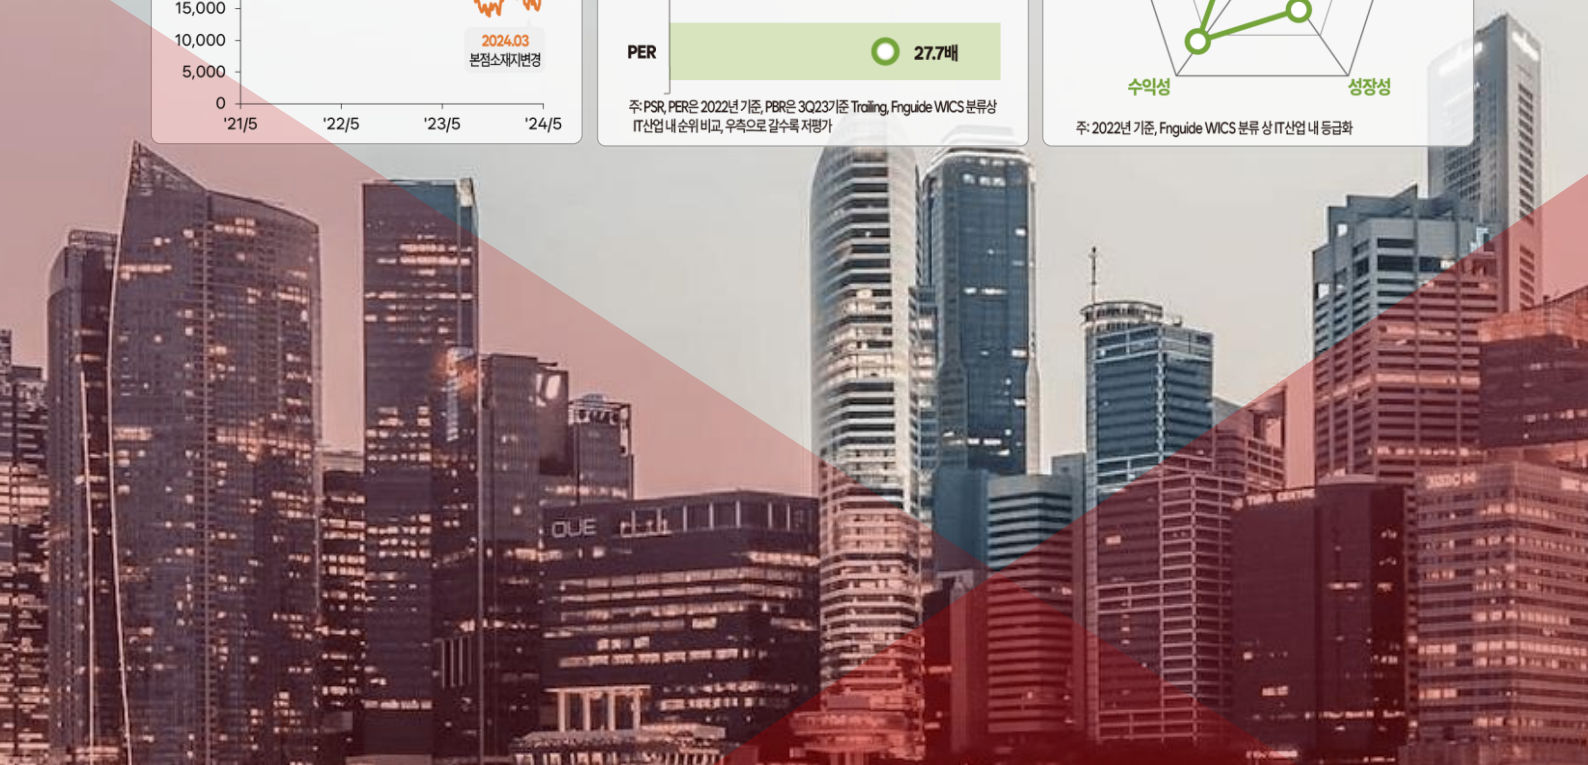 15,000
10,000
5,000
0
'21/5
'22/5
'23/5
'24/5
2024.03
본점소재지변경
PER
27.7배
주: PSR, PER은 2022년 기준, PBR은 3Q23기준 Trailing, Fnguide WICS 분류상
IT산업 내 순위 비교, 우측으로 갈수록 저평가
수익성
성장성
주: 2022년 기준, Fnguide WICS 분류 상 IT산업 내 등급화
OUE